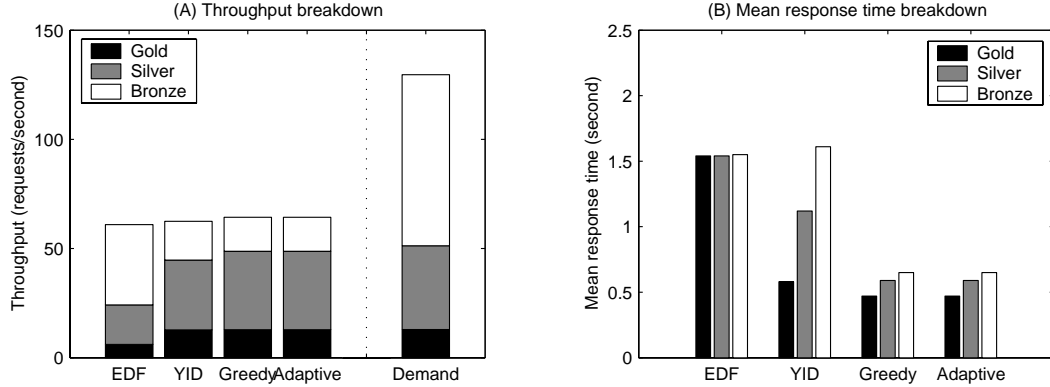 (A) Throughput breakdown
150
100
50
0
Throughput (requests/second)
Gold
Silver
Bronze
EDF YID Greedy Adaptive Demand
(B) Mean response time breakdown
2.5
2
1.5
1
0.5
0
Mean response time (second)
Gold
Silver
Bronze
EDF YID Greedy Adaptive